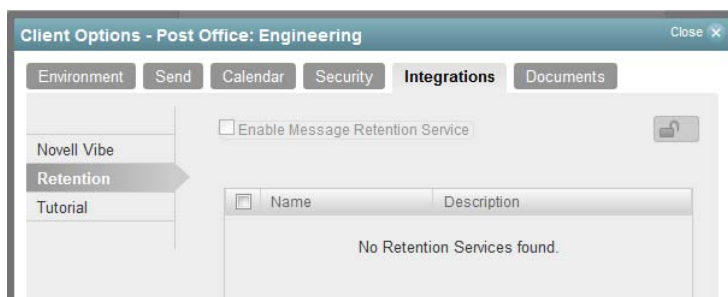 Client Options - Post Office: Engineering Close
Environment Send Calendar Security Integrations Documents
Enable Message Retention Service
Novell Vibe
Retention
Tutorial
Name Description
No Retention Services found.